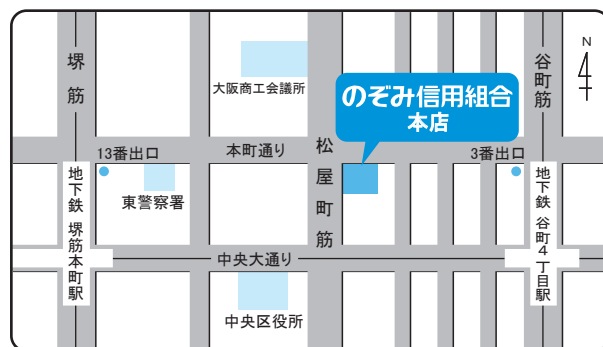 堺筋
大阪商工会議所
のぞみ信用組合
本店
谷町筋
N
13番出口
本町通り
松屋町筋
3番出口
東警察署
地下鉄 堺筋本町駅
地下鉄 谷町4丁目駅
中央大通り
中央区役所